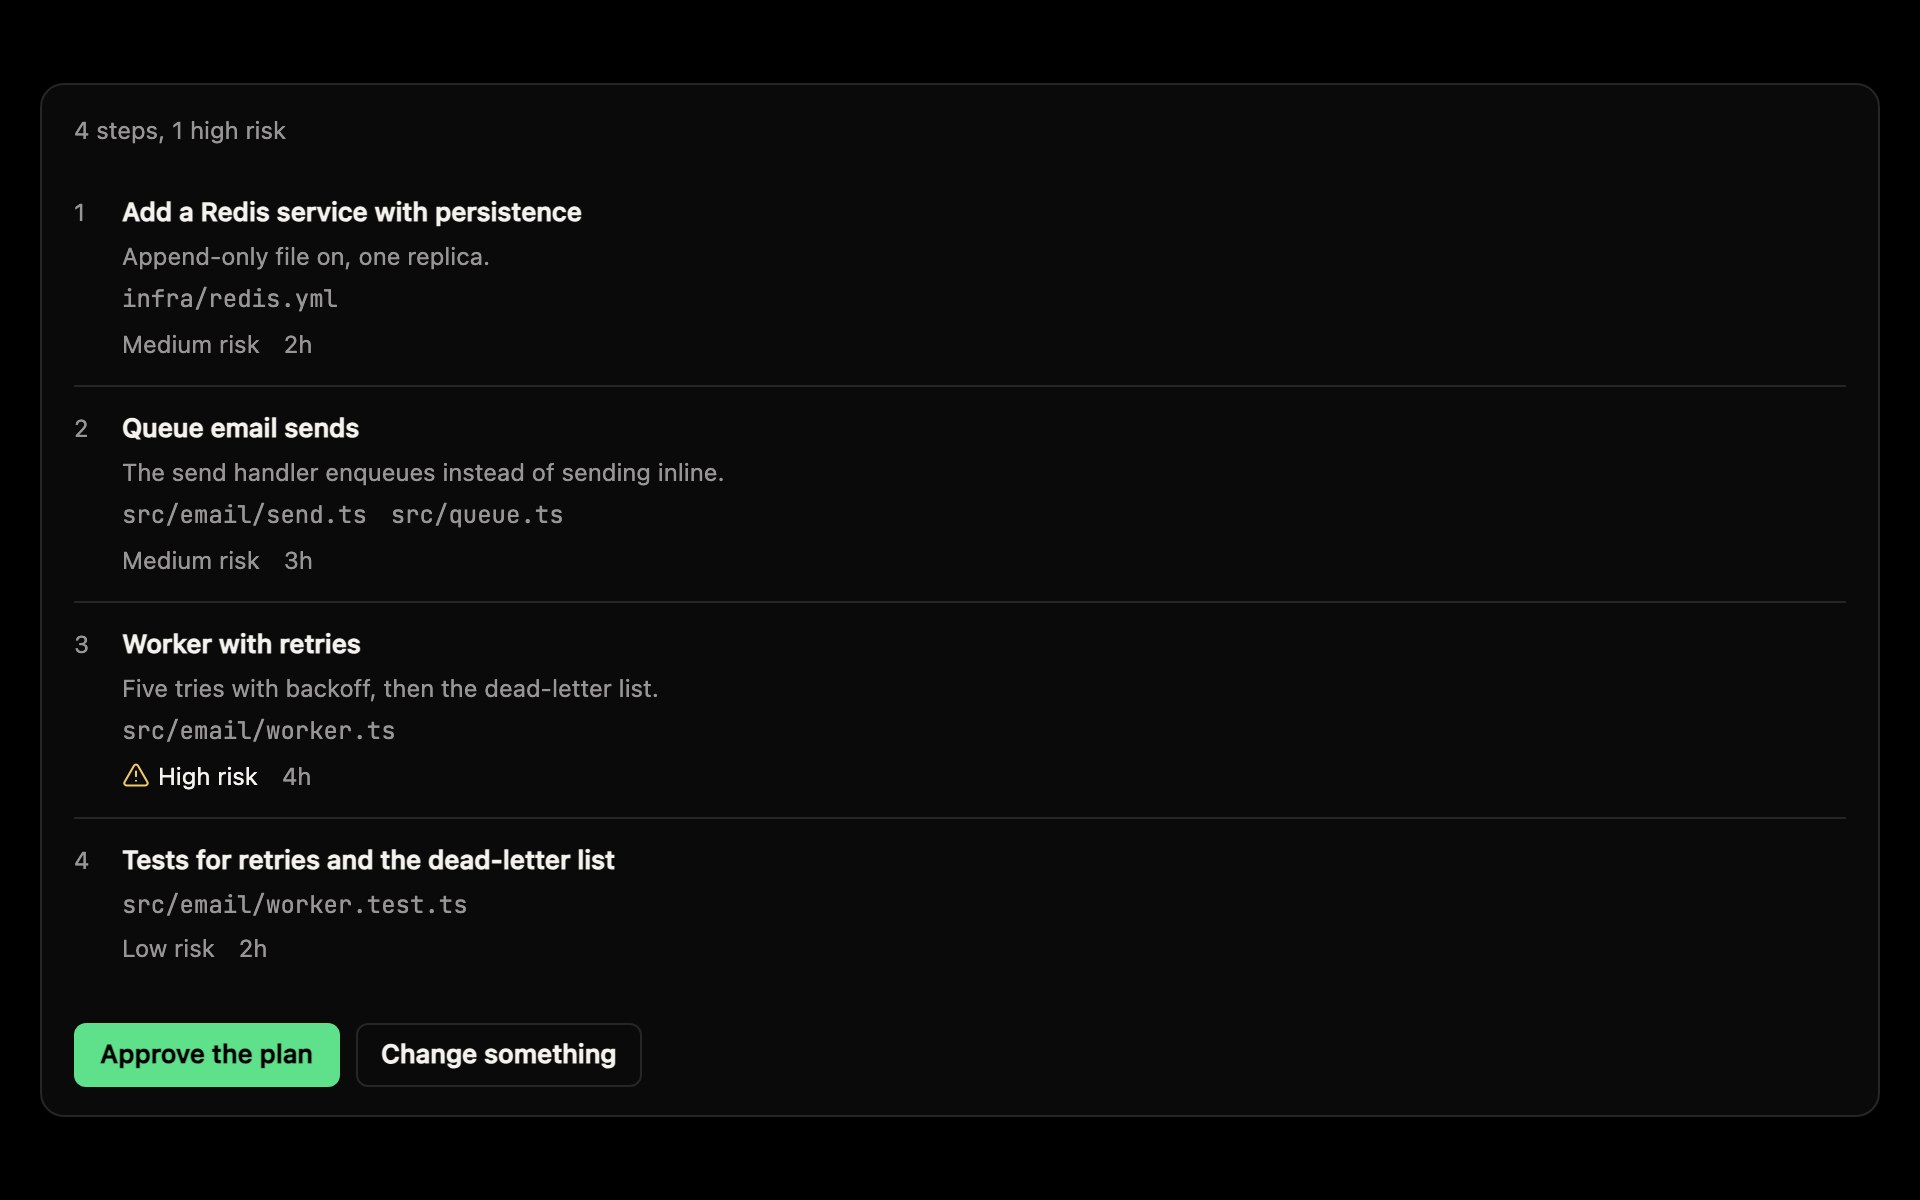 4 steps, 1 high risk
1 Add a Redis service with persistence
Append-only file on, one replica.
infra/redis.yml
Medium risk 2h
2 Queue email sends
The send handler enqueues instead of sending inline.
src/email/send.ts src/queue.ts
Medium risk 3h
3 Worker with retries
Five tries with backoff, then the dead-letter list.
src/email/worker.ts
High risk 4h
4 Tests for retries and the dead-letter list
src/email/worker.test.ts
Low risk 2h
Approve the plan Change something